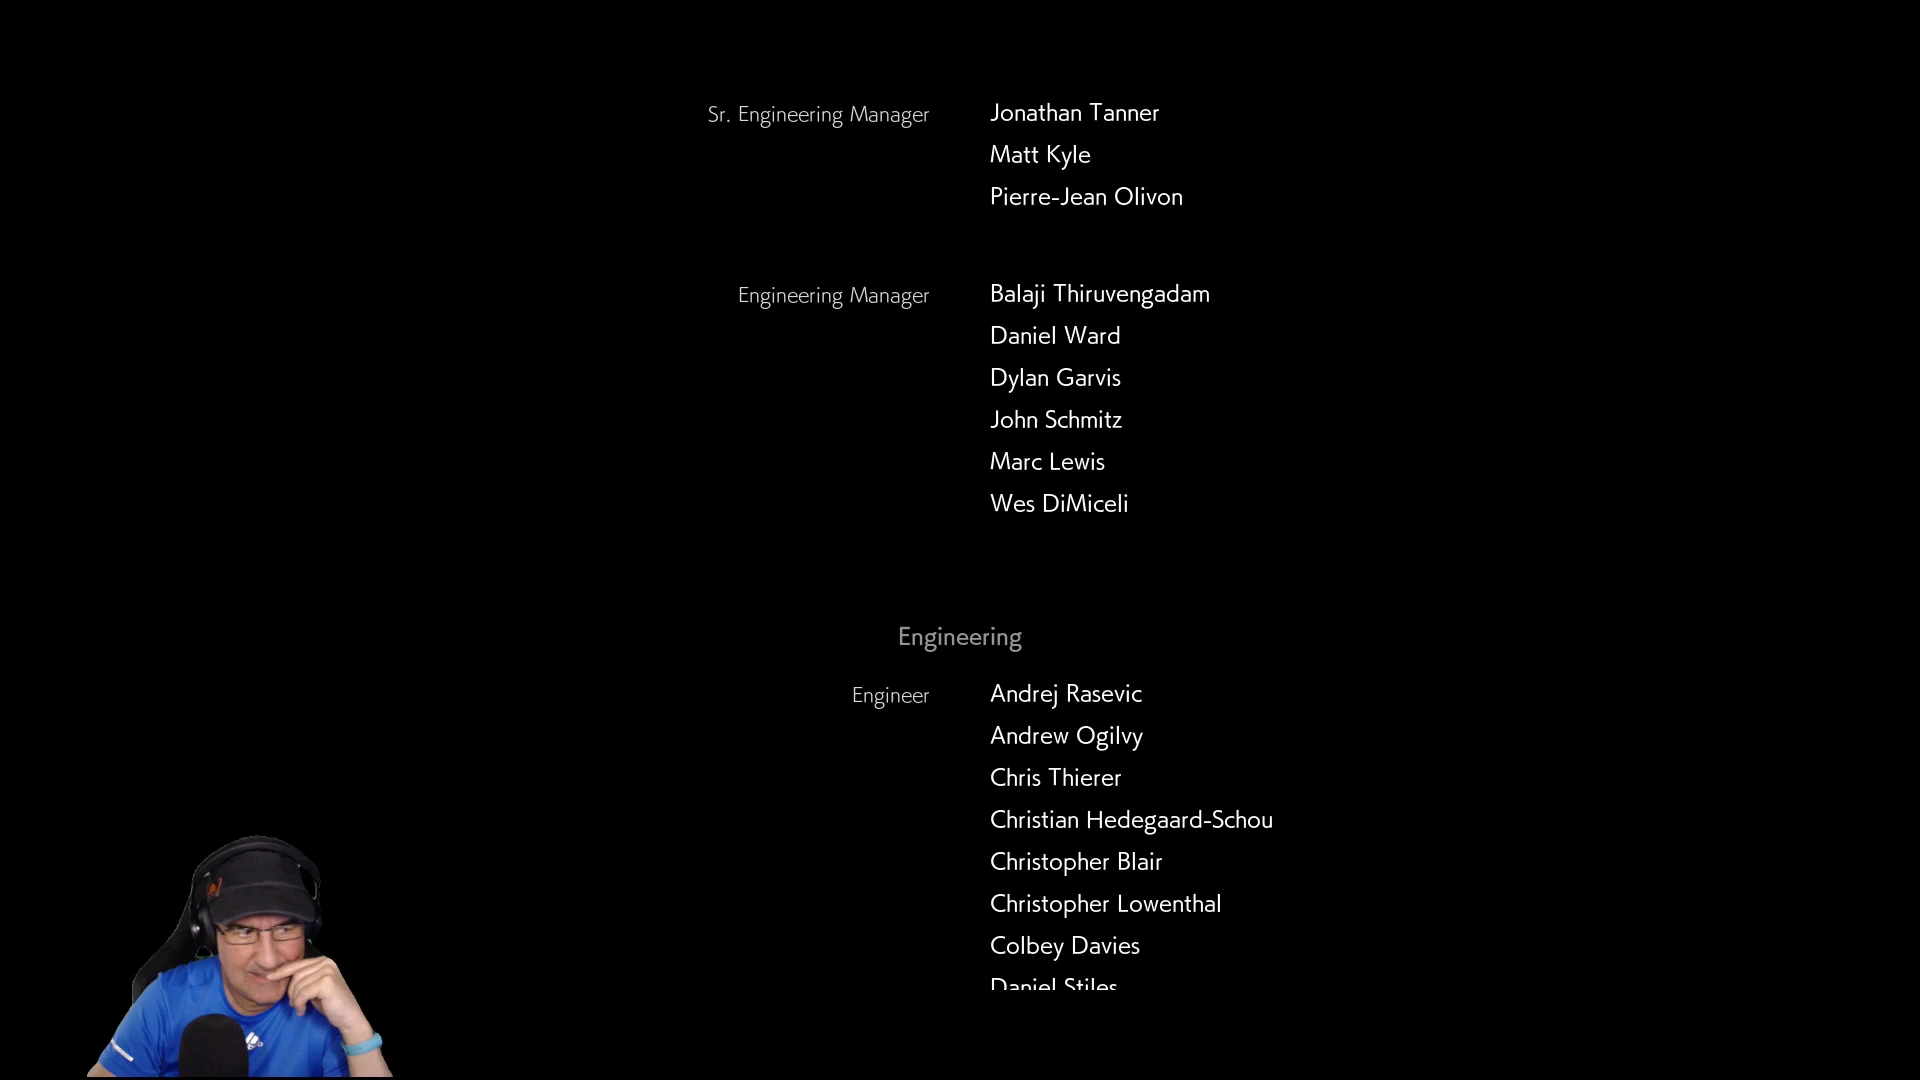 Sr. Engineering Manager Jonathan Tanner
Matt Kyle
Pierre-Jean Olivon
Engineering Manager Balaji Thiruvengadam
Daniel Ward
Dylan Garvis
John Schmitz
Marc Lewis
Wes DiMiceli
Engineering
Engineer Andrej Rasevic
Andrew Ogilvy
Chris Thierer
Christian Hedegaard-Schou
Christopher Blair
Christopher Lowenthal
Colbey Davies
Daniel Stiles